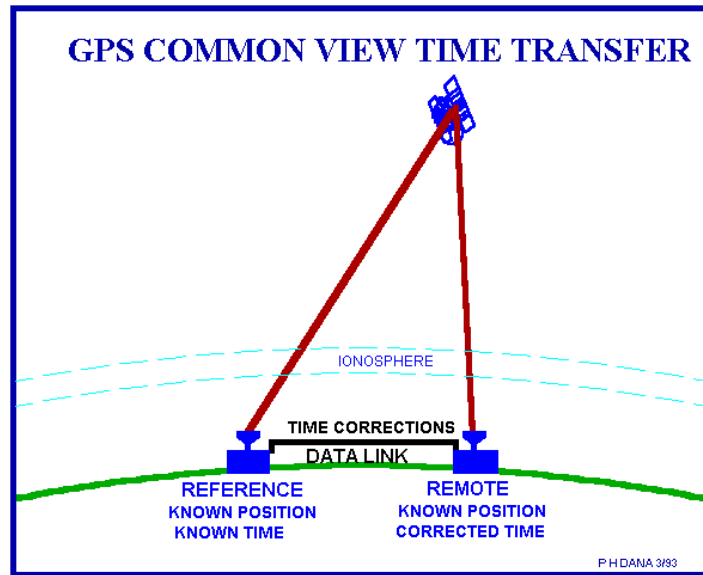 GPS COMMON VIEW TIME TRANSFER
IONOSPHERE
TIME CORRECTIONS
DATA LINK
REFERENCE
KNOWN POSITION
KNOWN TIME
REMOTE
KNOWN POSITION
CORRECTED TIME
P H DANA 3/93